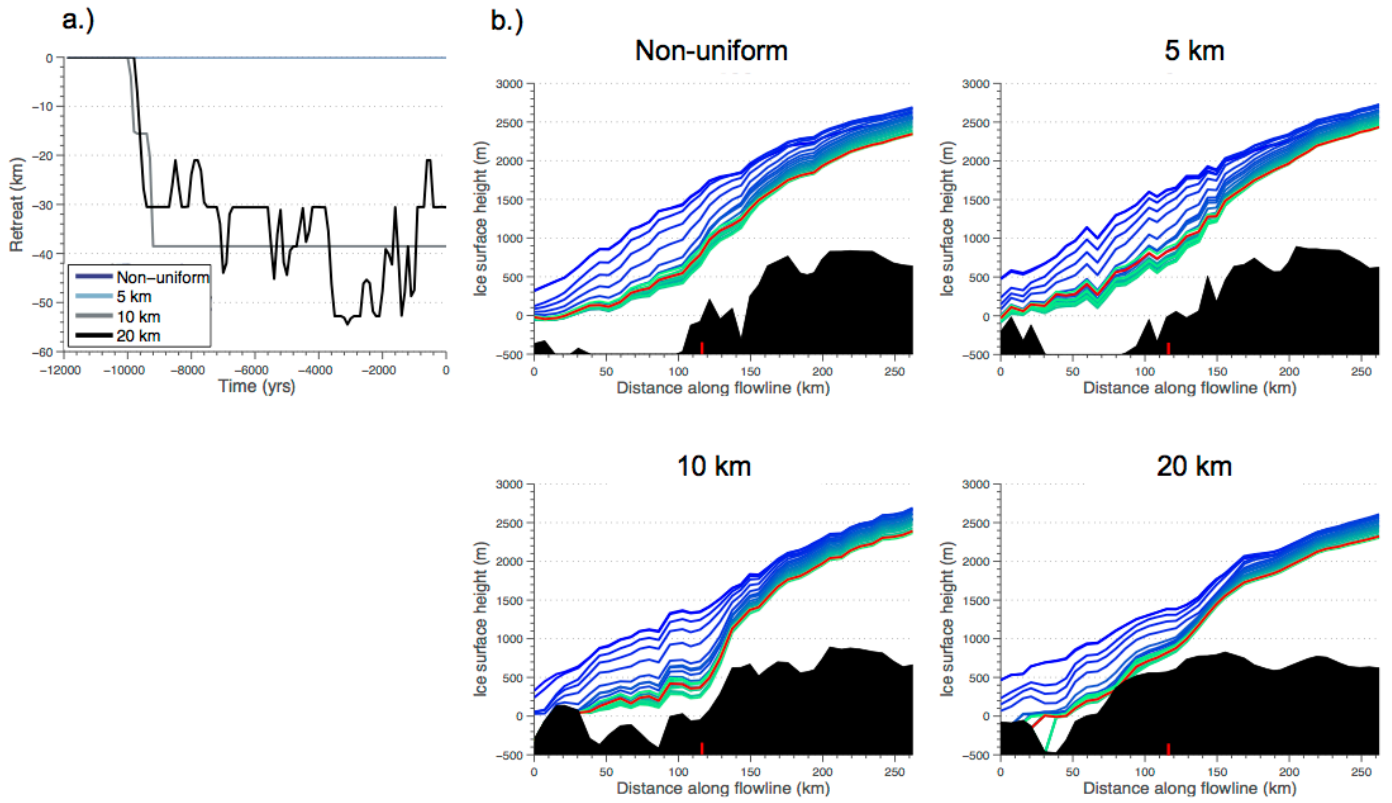 a.)
0
−10
−20
−30
−40
−50
−60
Retreat (km)
Non−uniform
5 km
10 km
20 km
−12000 −10000 −8000 −6000 −4000 −2000 0
Time (yrs)
b.)
Non-uniform
3000
2500
2000
1500
1000
500
0
−500
Ice surface height (m)
0 50 100 150 200 250
Distance along flowline (km)
5 km
3000
2500
2000
1500
1000
500
0
−500
Ice surface height (m)
0 50 100 150 200 250
Distance along flowline (km)
10 km
3000
2500
2000
1500
1000
500
0
−500
Ice surface height (m)
0 50 100 150 200 250
Distance along flowline (km)
20 km
3000
2500
2000
1500
1000
500
0
−500
Ice surface height (m)
0 50 100 150 200 250
Distance along flowline (km)